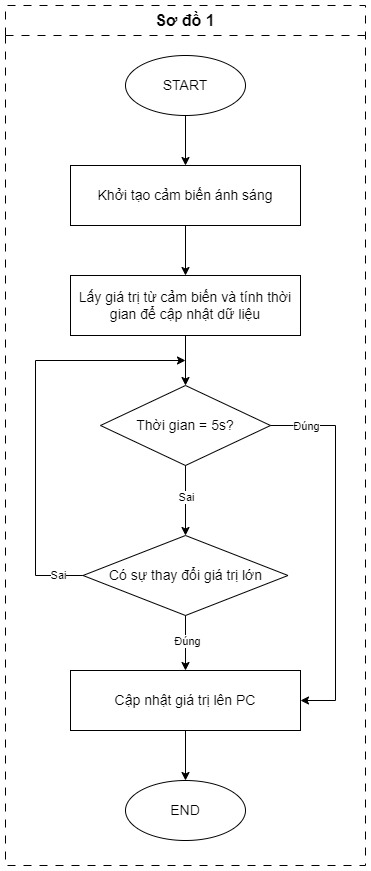 Sơ đồ 1
START
Khởi tạo cảm biến ánh sáng
Lấy giá trị từ cảm biến và tính thời
gian để cập nhật dữ liệu
Thời gian = 5s?
Đúng
Sai
Có sự thay đổi giá trị lớn
Sai
Đúng
Cập nhật giá trị lên PC
END